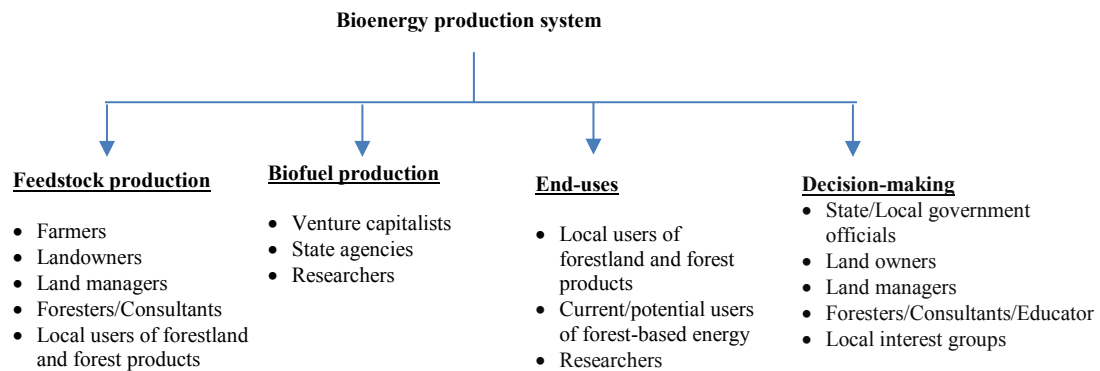 Bioenergy production system
Feedstock production
• Farmers
• Landowners
• Land managers
• Foresters/Consultants
• Local users of forestland
and forest products
Biofuel production
• Venture capitalists
• State agencies
• Researchers
End-uses
• Local users of
forestland and forest
products
• Current/potential users
of forest-based energy
• Researchers
Decision-making
• State/Local government
officials
• Land owners
• Land managers
• Foresters/Consultants/Educator
• Local interest groups